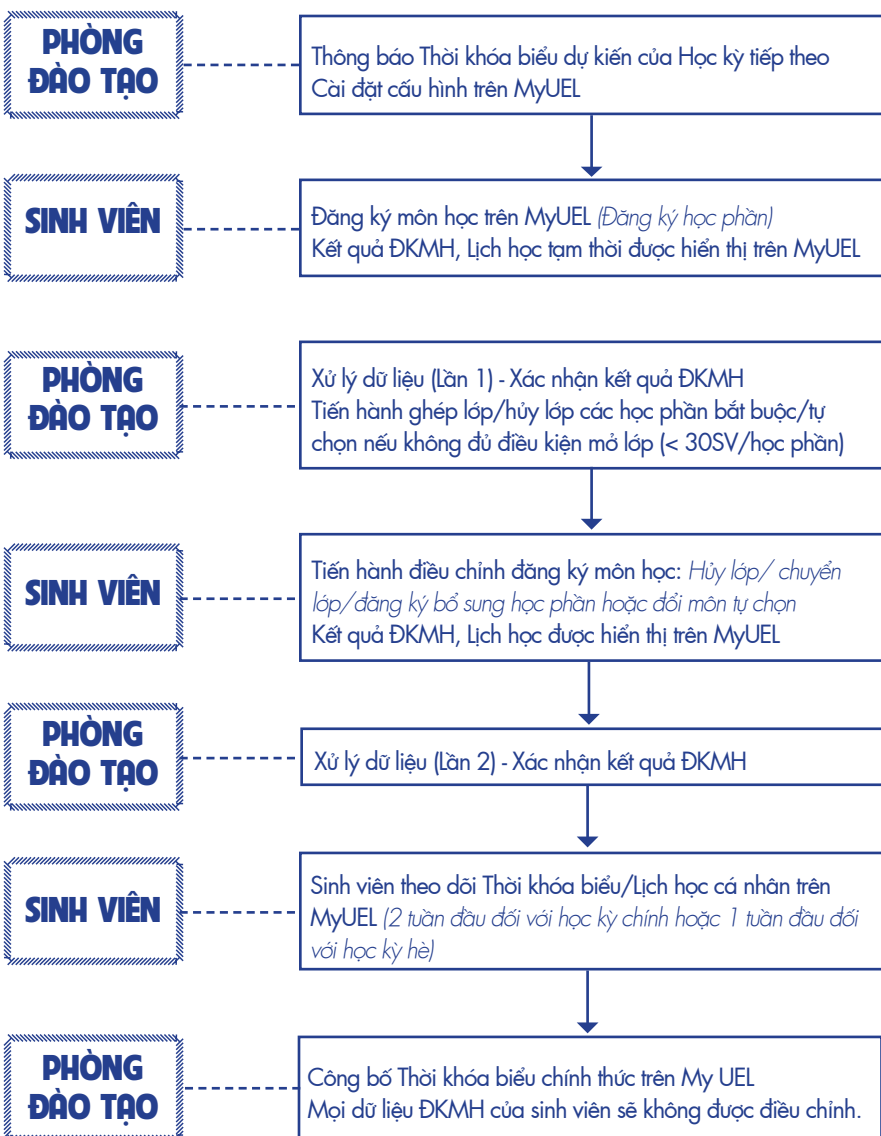 PHÒNG
ĐÀO TẠO
Thông báo Thời khóa biểu dự kiến của Học kỳ tiếp theo
Cài đặt cấu hình trên MyUEL
SINH VIÊN
Đăng ký môn học trên MyUEL (Đăng ký học phần)
Kết quả ĐKMH, Lịch học tạm thời được hiển thị trên MyUEL
PHÒNG
ĐÀO TẠO
Xử lý dữ liệu (Lần 1) - Xác nhận kết quả ĐKMH
Tiến hành ghép lớp/hủy lớp các học phần bắt buộc/tự
chọn nếu không đủ điều kiện mở lớp (< 30SV/học phần)
SINH VIÊN
Tiến hành điều chỉnh đăng ký môn học: Hủy lớp/ chuyển
lớp/đăng ký bổ sung học phần hoặc đổi môn tự chọn
Kết quả ĐKMH, Lịch học được hiển thị trên MyUEL
PHÒNG
ĐÀO TẠO
Xử lý dữ liệu (Lần 2) - Xác nhận kết quả ĐKMH
SINH VIÊN
Sinh viên theo dõi Thời khóa biểu/Lịch học cá nhân trên
MyUEL (2 tuần đầu đối với học kỳ chính hoặc 1 tuần đầu đối
với học kỳ hè)
PHÒNG
ĐÀO TẠO
Công bố Thời khóa biểu chính thức trên My UEL
Mọi dữ liệu ĐKMH của sinh viên sẽ không được điều chỉnh.